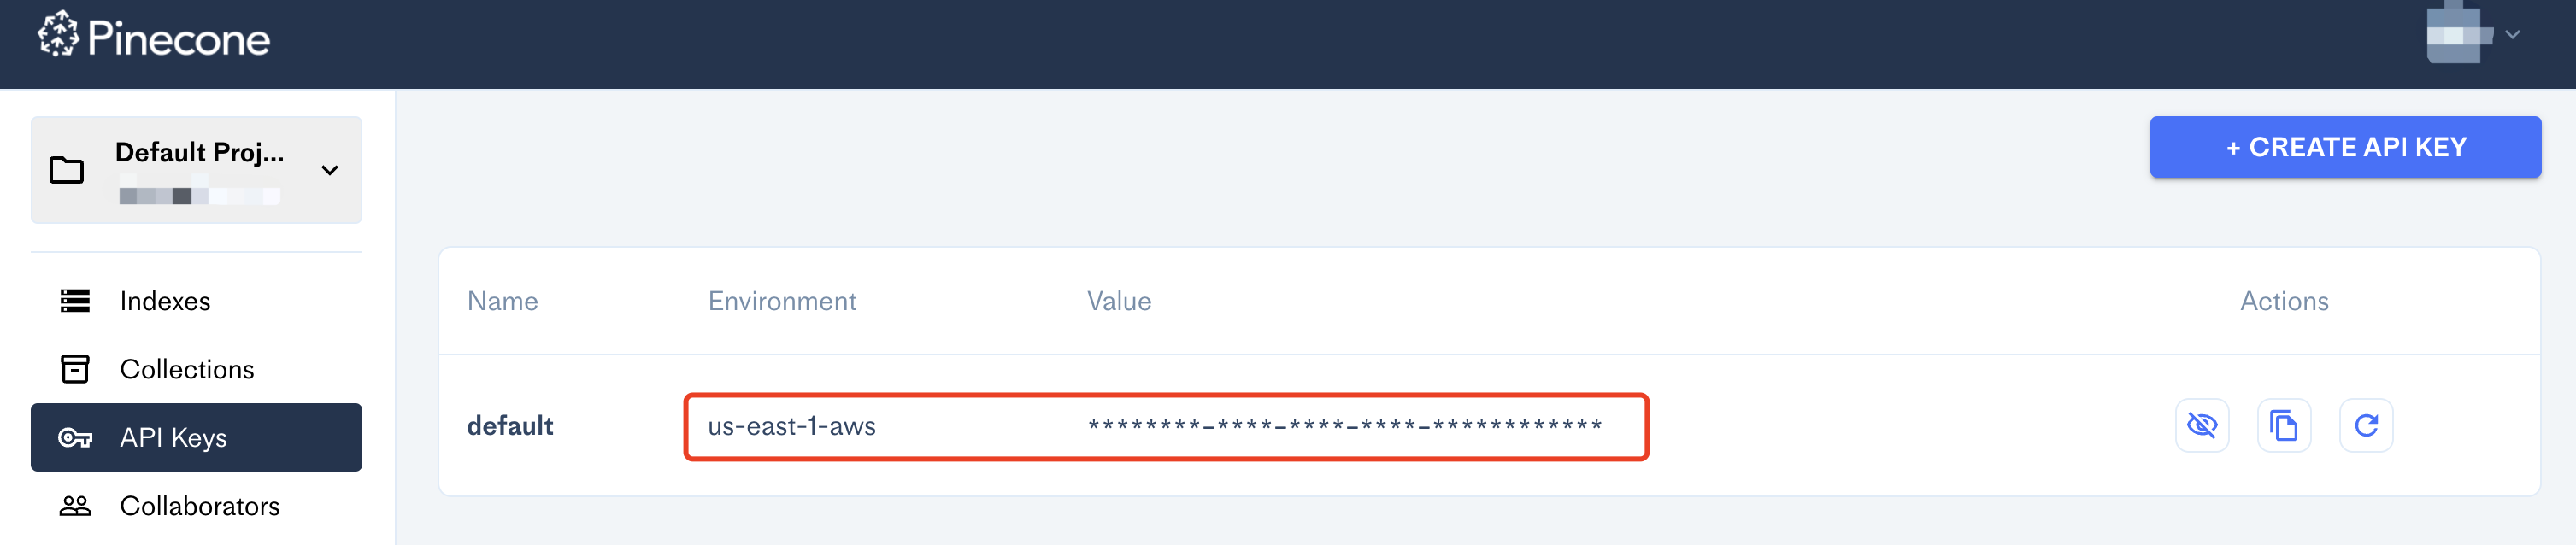 Pinecone
Default Proj...
+ CREATE API KEY
Indexes
Collections
API Keys
Collaborators
Name Environment Value Actions
default us-east-1-aws ********-****-****-****-************